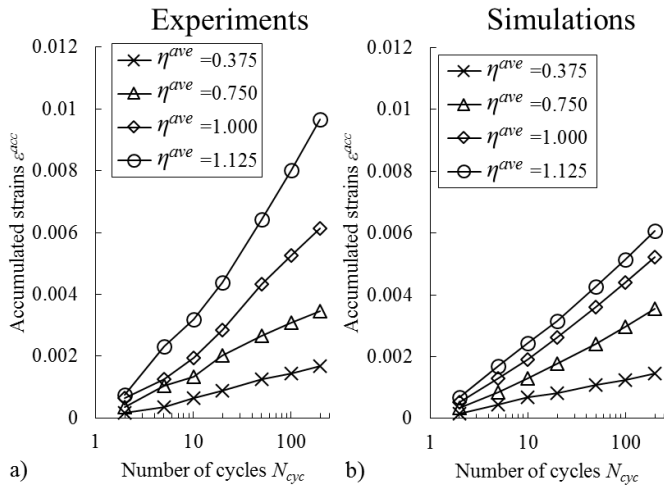 Experiments
0.012
0.01
0.008
0.006
0.004
0.002
0
Accumulated strains εᵃᶜᶜ
ηᵃᵛᵉ =0.375
ηᵃᵛᵉ =0.750
ηᵃᵛᵉ =1.000
ηᵃᵛᵉ =1.125
1 10 100
a) Number of cycles N_cyc
Simulations
0.012
0.01
0.008
0.006
0.004
0.002
0
Accumulated strains εᵃᶜᶜ
ηᵃᵛᵉ =0.375
ηᵃᵛᵉ =0.750
ηᵃᵛᵉ =1.000
ηᵃᵛᵉ =1.125
1 10 100
b) Number of cycles N_cyc